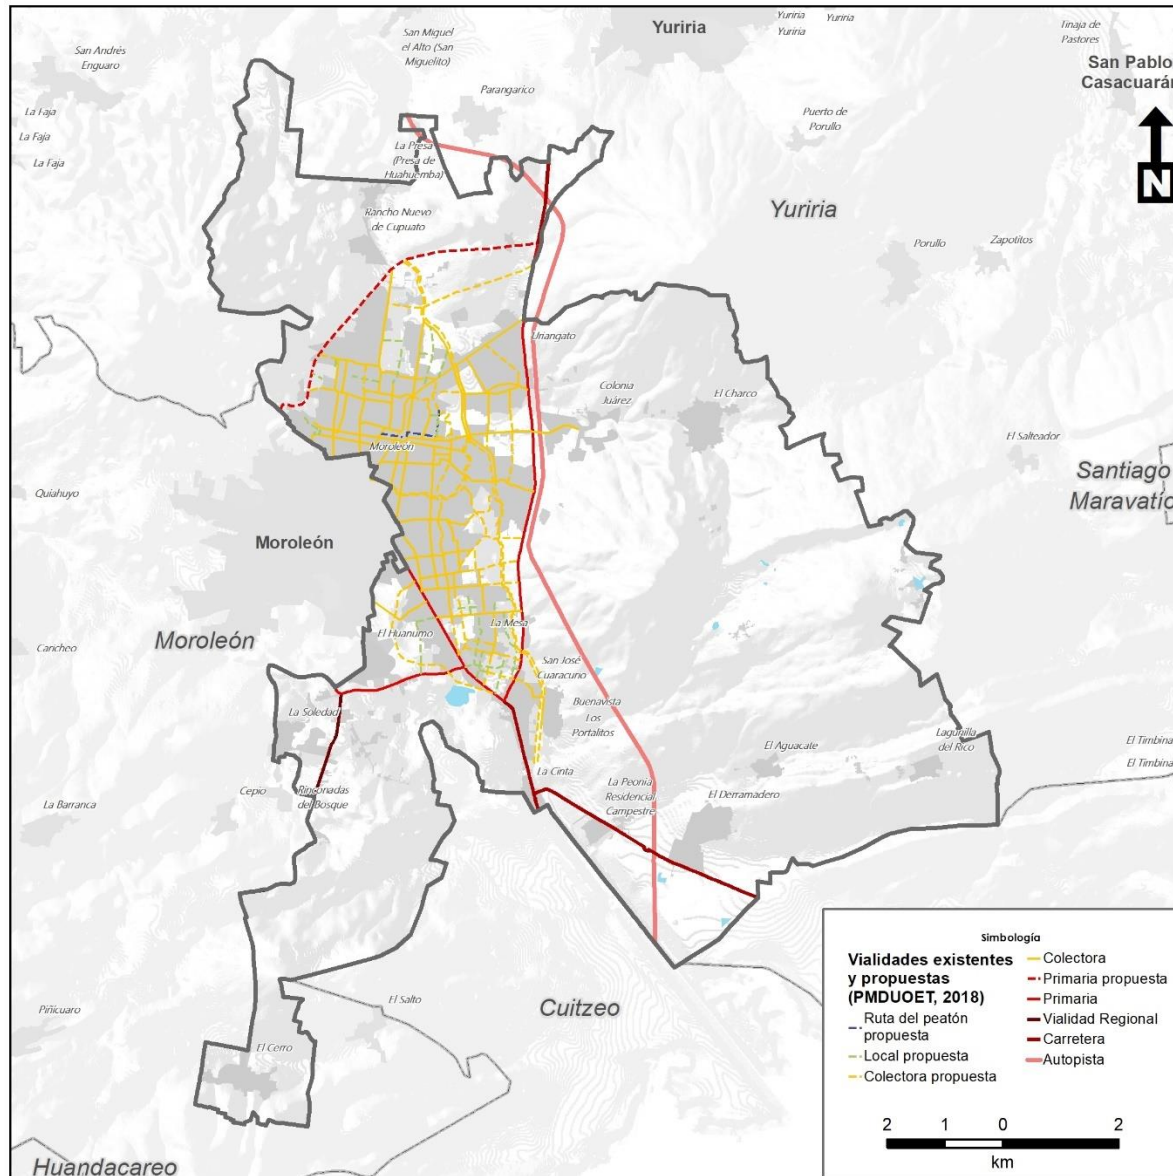 Yuriria
Yuriria
Yuriria
Yuriria
Tinaja de
Pastores
San Miguel
el Alto (San
Miguelito)
San Andrés
Enguaro
San Pablo
Casacuarán
Parangarico
La Faja
La Faja
La Faja
Puerto de
Porullo
La Presa
(Presa de
Huahuemba)
N
Rancho Nuevo
de Cupuato
Yuriria
Porullo
Zapotitos
Uriangato
Colonia
Juárez
El Charco
El Salteador
Moroleón
Santiago
Maravatío
Quiahuyo
Moroleón
El Huanumo
La Mesa
Moroleón
Caricheo
San José
Cuaracurio
La Soledad
Buenavista
Los
Portalitos
El Aguacate
Lagunilla
del Rico
El Timbina
El Timbina
La Cinta
La Peonia
Residencial
Campestre
El Derramadero
La Barranca
Cepio
Rinconadas
del Bosque
Piñícuaro
El Salto
Cuitzeo
El Cerro
Huandacareo
Simbología
Vialidades existentes
y propuestas
(PMDUOET, 2018)
Ruta del peatón
propuesta
Local propuesta
Colectora propuesta
Colectora
Primaria propuesta
Primaria
Vialidad Regional
Carretera
Autopista
2 1 0 2
km